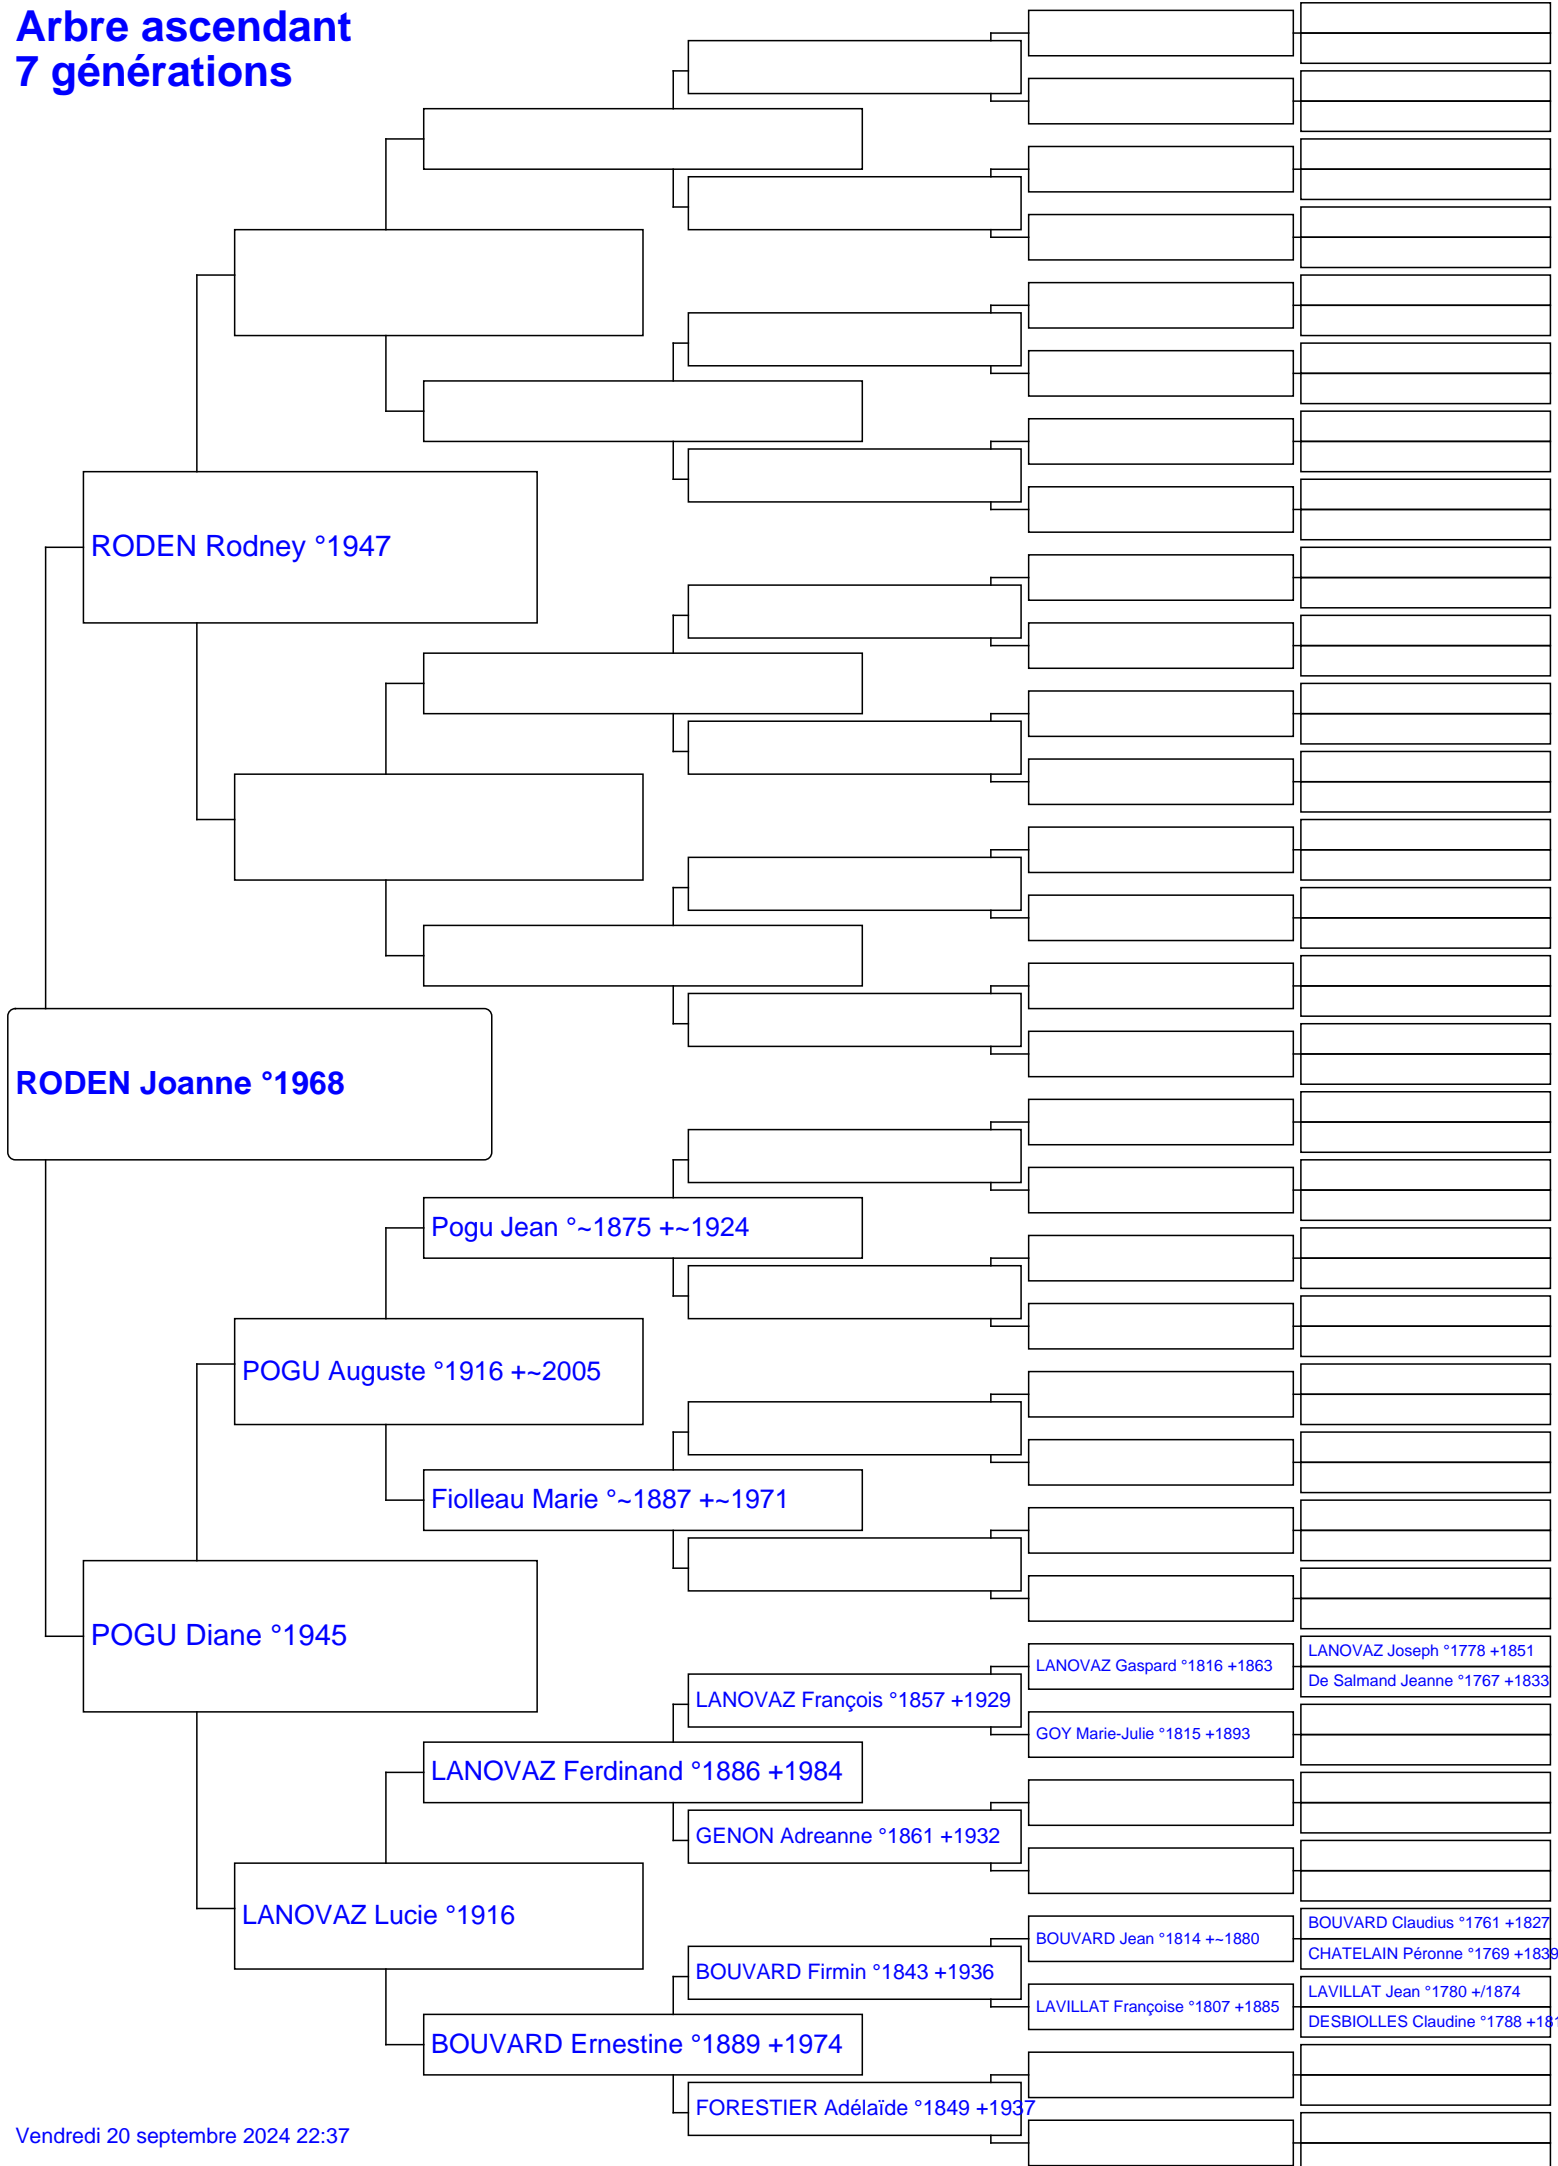 Arbre ascendant
7 générations
RODEN Rodney °1947
RODEN Joanne °1968
Pogu Jean °~1875 +~1924
POGU Auguste °1916 +~2005
Fiolleau Marie °~1887 +~1971
POGU Diane °1945
LANOVAZ Joseph °1778 +1851
LANOVAZ Gaspard °1816 +1863
De Salmand Jeanne °1767 +1833
LANOVAZ François °1857 +1929
GOY Marie-Julie °1815 +1893
LANOVAZ Ferdinand °1886 +1984
GENON Adreanne °1861 +1932
LANOVAZ Lucie °1916
BOUVARD Claudius °1761 +1827
BOUVARD Jean °1814 +~1880
CHATELAIN Péronne °1769 +1839
BOUVARD Firmin °1843 +1936
LAVILLAT Jean °1780 +/1874
LAVILLAT Françoise °1807 +1885
DESBIOLLES Claudine °1788
BOUVARD Ernestine °1889 +1974
FORESTIER Adélaïde °1849 +1937
Vendredi 20 septembre 2024 22:37